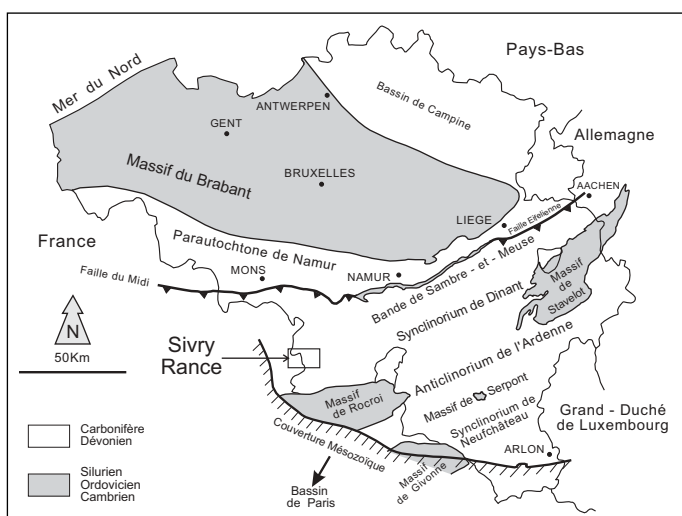 Pays-Bas
Mer du Nord
Bassin de Campine
ANTWERPEN
GENT
Allemagne
Massif du Brabant
BRUXELLES
AACHEN
Faille Eifelienne
LIEGE
France
Parautochtone de Namur
Faille du Midi
MONS
NAMUR
Bande de Sambre - et - Meuse
Massif
de
Stavelot
Synclinorium de Dinant
N
50Km
Sivry
Rance
Anticlinorium de l'Ardenne
Massif de Serpont
Massif
de Rocroi
Synclinorium de
Neufchâteau
Grand - Duché
de Luxembourg
Carbonifère
Dévonien
Couverture Mésozoïque
ARLON
Massif
de Givonne
Silurien
Ordovicien
Cambrien
Bassin
de Paris